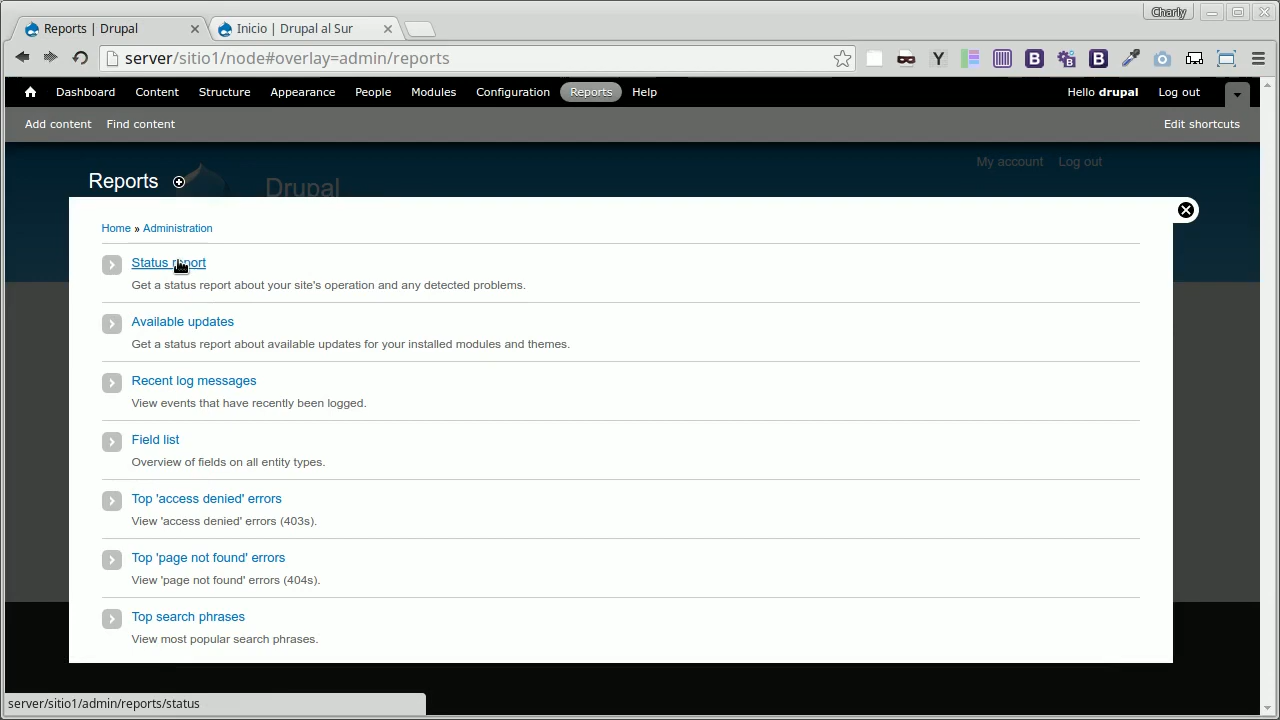 Charly
Reports | Drupal
Inicio | Drupal al Sur
server/sitio1/node#overlay=admin/reports
Dashboard Content Structure Appearance People Modules Configuration Reports Help Hello drupal Log out
Add content Find content Edit shortcuts
My account Log out
Reports
Drupal
Home » Administration
Status report
Get a status report about your site's operation and any detected problems.
Available updates
Get a status report about available updates for your installed modules and themes.
Recent log messages
View events that have recently been logged.
Field list
Overview of fields on all entity types.
Top 'access denied' errors
View 'access denied' errors (403s).
Top 'page not found' errors
View 'page not found' errors (404s).
Top search phrases
View most popular search phrases.
server/sitio1/admin/reports/status